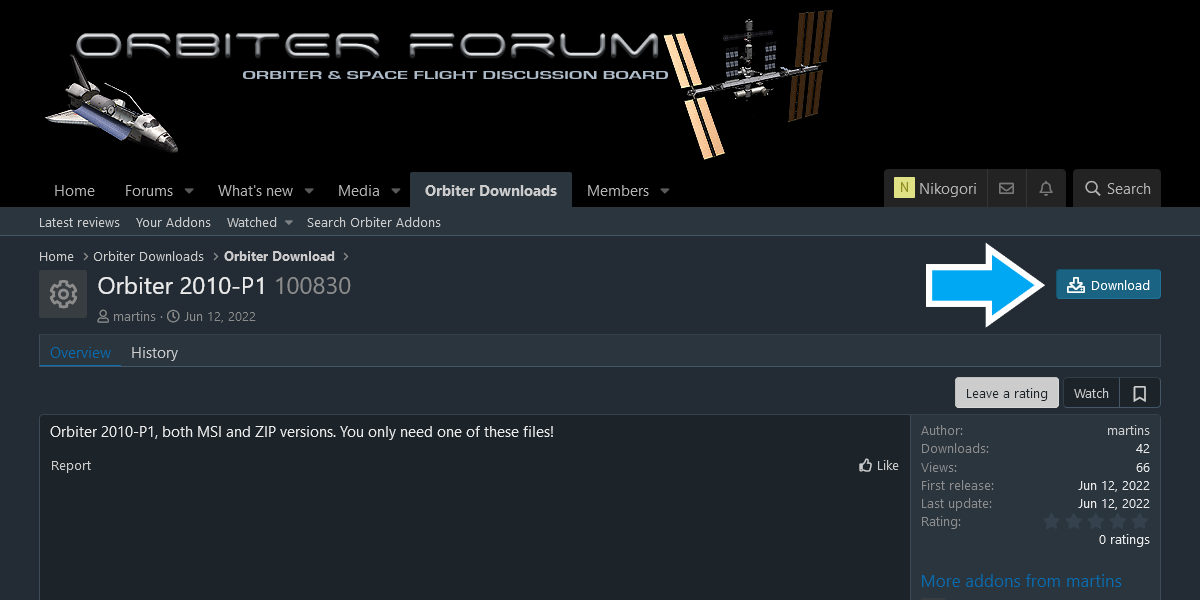 ORBITER FORUM
ORBITER & SPACE FLIGHT DISCUSSION BOARD
Home Forums What's new Media Orbiter Downloads Members N Nikogori Search
Latest reviews Your Addons Watched Search Orbiter Addons
Home Orbiter Downloads Orbiter Download
Orbiter 2010-P1 100830
Download
martins · Jun 12, 2022
Overview History
Leave a rating Watch
Orbiter 2010-P1, both MSI and ZIP versions. You only need one of these files!
Report Like
Author: martins
Downloads: 42
Views: 66
First release: Jun 12, 2022
Last update: Jun 12, 2022
Rating:
0 ratings
More addons from martins